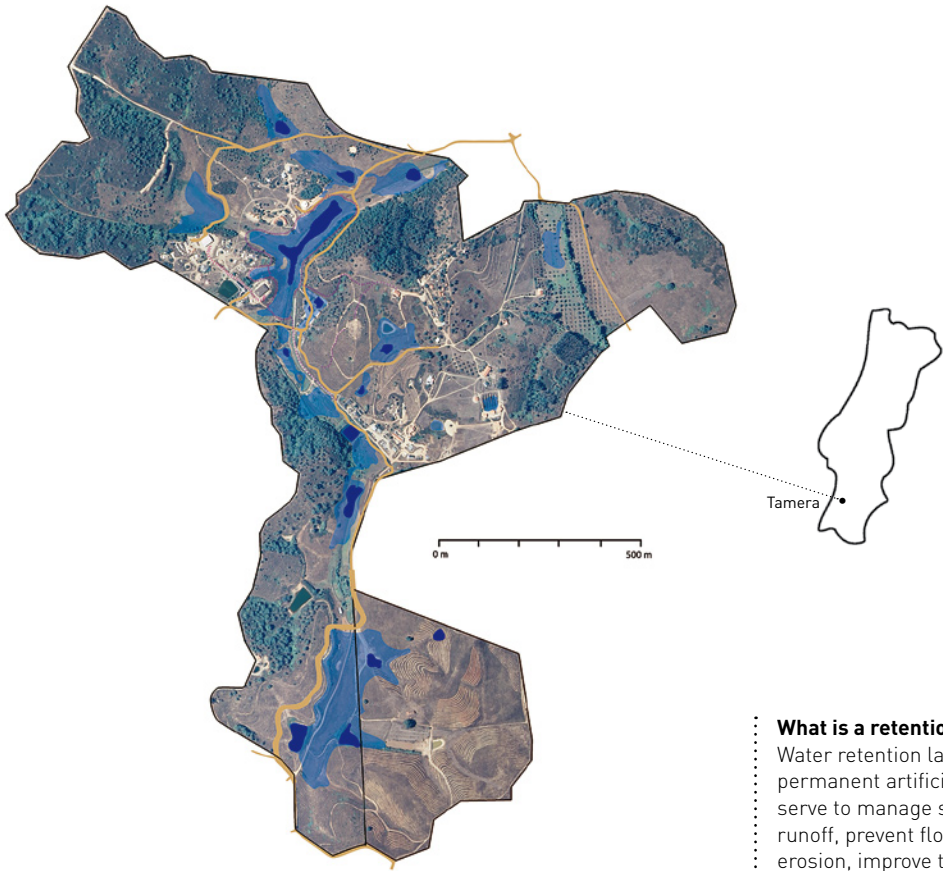 Tamera
0 m 500 m
What is a retentio
Water retention la
permanent artifici
serve to manage s
runoff, prevent flo
erosion, improve t